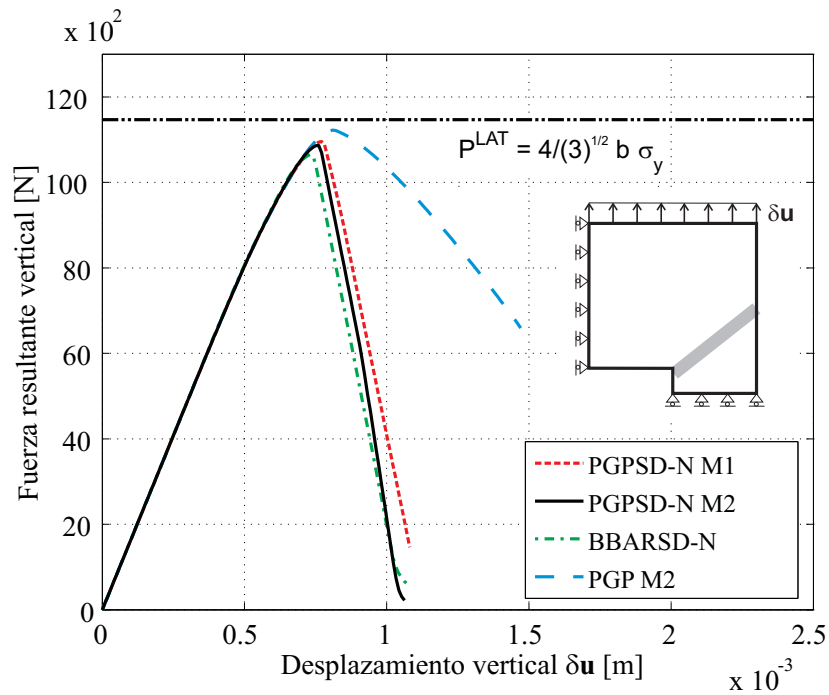 x 10²
Fuerza resultante vertical [N]
120
100
80
60
40
20
0
P^LAT = 4/(3)^1/2 b σ_y
δu
PGPSD-N M1
PGPSD-N M2
BBARSD-N
PGP M2
0 0.5 1 1.5 2 2.5
Desplazamiento vertical δu [m]
x 10⁻³